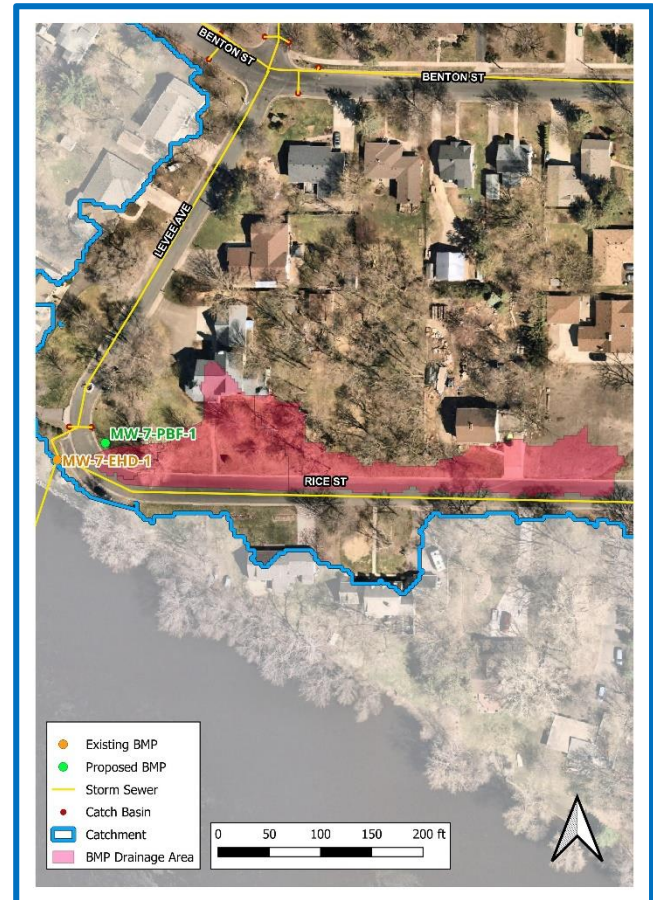 BENTON ST
BENTON ST
LEVEE AVE
MW-7-PBF-1
MW-7-EHD-1
RICE ST
Existing BMP
Proposed BMP
Storm Sewer
Catch Basin
Catchment
BMP Drainage Area
0 50 100 150 200 ft